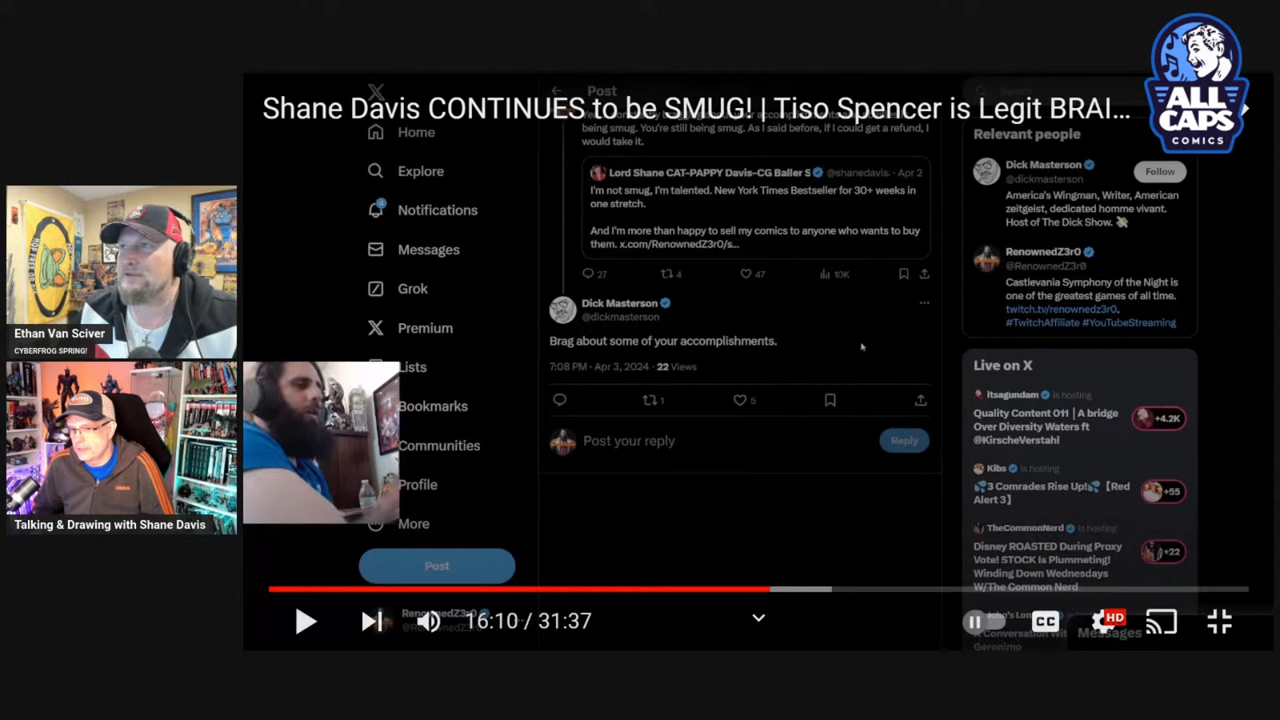 Shane Davis CONTINUES to be SMUG! | Tiso Spencer is Legit BRAI...
ALL
CAPS
COMICS
Ethan Van Sciver
CYBERFROG SPRING!
Talking & Drawing with Shane Davis
X
Home
Explore
Notifications
Messages
Grok
Premium
Lists
Bookmarks
Communities
Profile
More
Post
RenownedZ3r0
Post
being smug. You're still being smug. As I said before, if I could get a refund, I
would take it.
Lord Shane CAT-PAPPY Davis-CG Baller S @shanedavis. · Apr 2
I'm not smug, I'm talented. New York Times Bestseller for 30+ weeks in
one stretch.
And I'm more than happy to sell my comics to anyone who wants to buy
them. x.com/RenownedZ3r0/s...
27 4 47 10K
Dick Masterson
@dickmasterson
Brag about some of your accomplishments.
7:08 PM · Apr 3, 2024 · 22 Views
1 5
Post your reply
Reply
Search
Relevant people
Dick Masterson
@dickmasterson
Follow
America's Wingman, Writer, American
zeitgeist, dedicated homme vivant.
Host of The Dick Show.
RenownedZ3r0
@RenownedZ3r0
Castlevania Symphony of the Night is
one of the greatest games of all time.
twitch.tv/renownedz3r0.
#TwitchAffiliate #YouTubeStreaming
Live on X
Itsagundam is hosting
Quality Content 011 | A bridge
Over Diversity Waters ft
@KirscheVerstahl
+4.2K
Kibs is hosting
3 Comrades Rise Up! 【Red
Alert 3】
+55
TheCommonNerd is hosting
Disney ROASTED During Proxy
Vote! STOCK Is Plummeting!
Winding Down Wednesdays
W/The Common Nerd
+22
A Conversation Wit
Geronimo
Messages
16:10 / 31:37
CC
HD